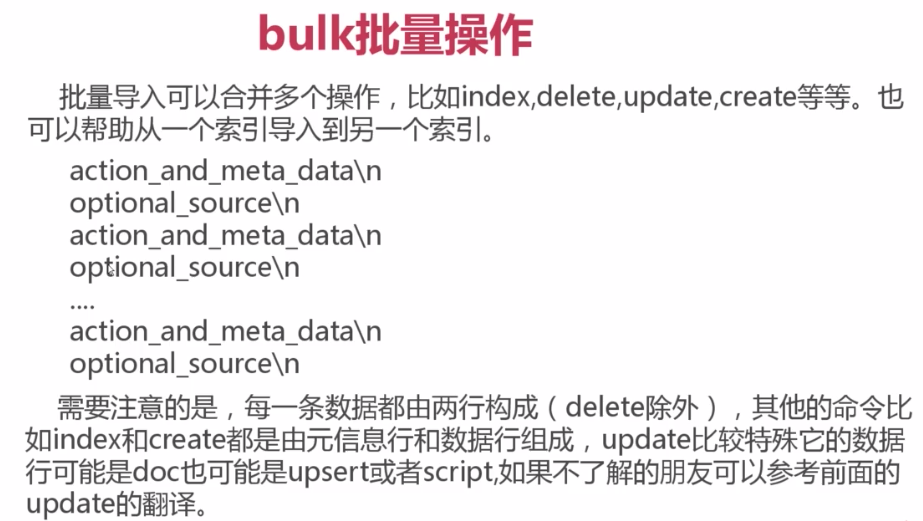 bulk批量操作
批量导入可以合并多个操作，比如index,delete,update,create等等。也
可以帮助从一个索引导入到另一个索引。
action_and_meta_data\n
optional_source\n
action_and_meta_data\n
optional_source\n
....
action_and_meta_data\n
optional_source\n
需要注意的是，每一条数据都由两行构成（delete除外），其他的命令比
如index和create都是由元信息行和数据行组成，update比较特殊它的数据
行可能是doc也可能是upsert或者script,如果不了解的朋友可以参考前面的
update的翻译。